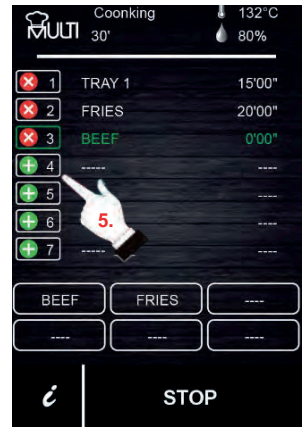 MULTI Coonking 132°C
30' 80%
1 TRAY 1 15'00"
2 FRIES 20'00"
3 BEEF 0'00"
4 ----- ----
5 ----
6 ----
7 ----- ----
5.
BEEF FRIES ----
---- ---- ----
i STOP